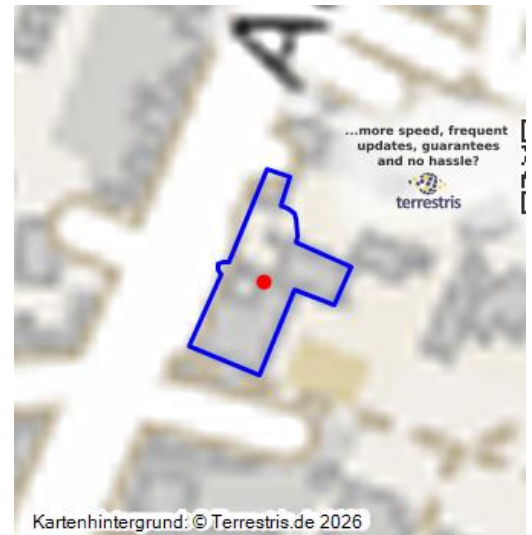 ...more speed, frequent
updates, guarantees
and no hassle?
terrestris
Kartenhintergrund: © Terrestris.de 2026